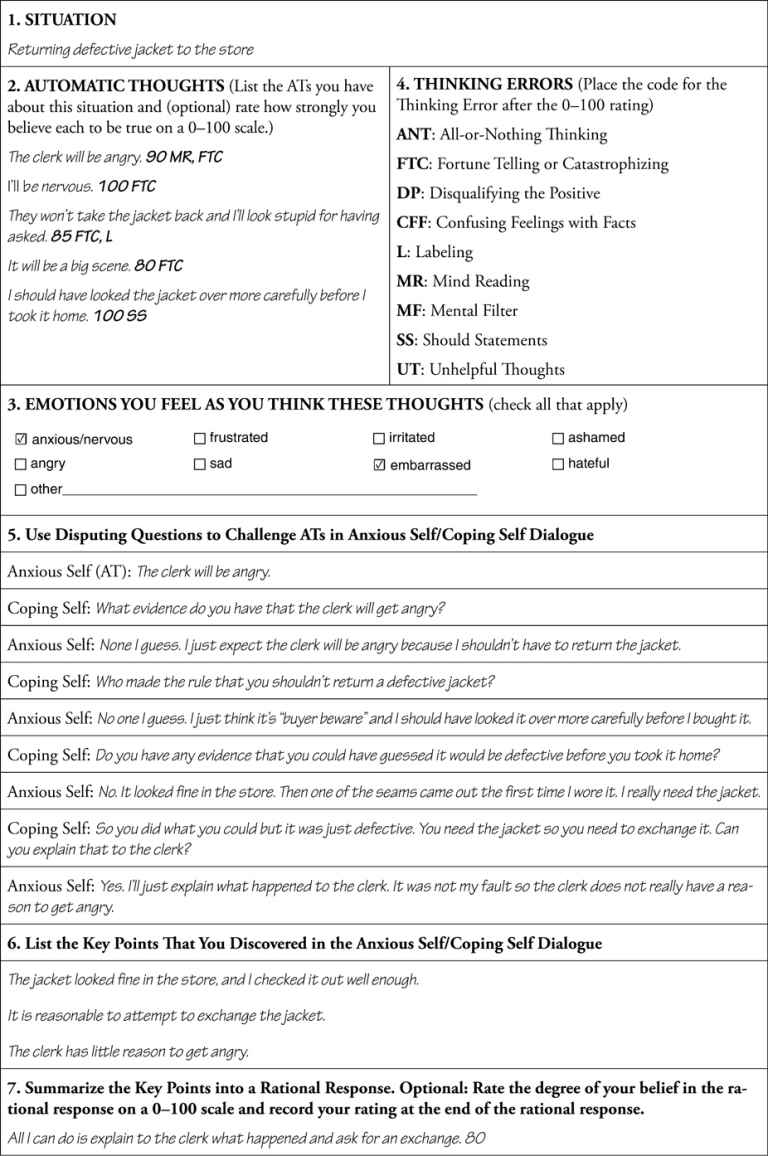 1. SITUATION
Returning defective jacket to the store
2. AUTOMATIC THOUGHTS (List the ATs you have
about this situation and (optional) rate how strongly you
believe each to be true on a 0–100 scale.)
The clerk will be angry. 90 MR, FTC
I'll be nervous. 100 FTC
They won't take the jacket back and I'll look stupid for having
asked. 85 FTC, L
It will be a big scene. 80 FTC
I should have looked the jacket over more carefully before I
took it home. 100 SS
4. THINKING ERRORS (Place the code for the
Thinking Error after the 0–100 rating)
ANT: All-or-Nothing Thinking
FTC: Fortune Telling or Catastrophizing
DP: Disqualifying the Positive
CFF: Confusing Feelings with Facts
L: Labeling
MR: Mind Reading
MF: Mental Filter
SS: Should Statements
UT: Unhelpful Thoughts
3. EMOTIONS YOU FEEL AS YOU THINK THESE THOUGHTS (check all that apply)
☑ anxious/nervous ☐ frustrated ☐ irritated ☐ ashamed
☐ angry ☐ sad ☑ embarrassed ☐ hateful
☐ other
5. Use Disputing Questions to Challenge ATs in Anxious Self/Coping Self Dialogue
Anxious Self (AT): The clerk will be angry.
Coping Self: What evidence do you have that the clerk will get angry?
Anxious Self: None I guess. I just expect the clerk will be angry because I shouldn't have to return the jacket.
Coping Self: Who made the rule that you shouldn't return a defective jacket?
Anxious Self: No one I guess. I just think it's "buyer beware" and I should have looked it over more carefully before I bought it.
Coping Self: Do you have any evidence that you could have guessed it would be defective before you took it home?
Anxious Self: No. It looked fine in the store. Then one of the seams came out the first time I wore it. I really need the jacket.
Coping Self: So you did what you could but it was just defective. You need the jacket so you need to exchange it. Can
you explain that to the clerk?
Anxious Self: Yes. I'll just explain what happened to the clerk. It was not my fault so the clerk does not really have a rea-
son to get angry.
6. List the Key Points That You Discovered in the Anxious Self/Coping Self Dialogue
The jacket looked fine in the store, and I checked it out well enough.
It is reasonable to attempt to exchange the jacket.
The clerk has little reason to get angry.
7. Summarize the Key Points into a Rational Response. Optional: Rate the degree of your belief in the ra-
tional response on a 0–100 scale and record your rating at the end of the rational response.
All I can do is explain to the clerk what happened and ask for an exchange. 80